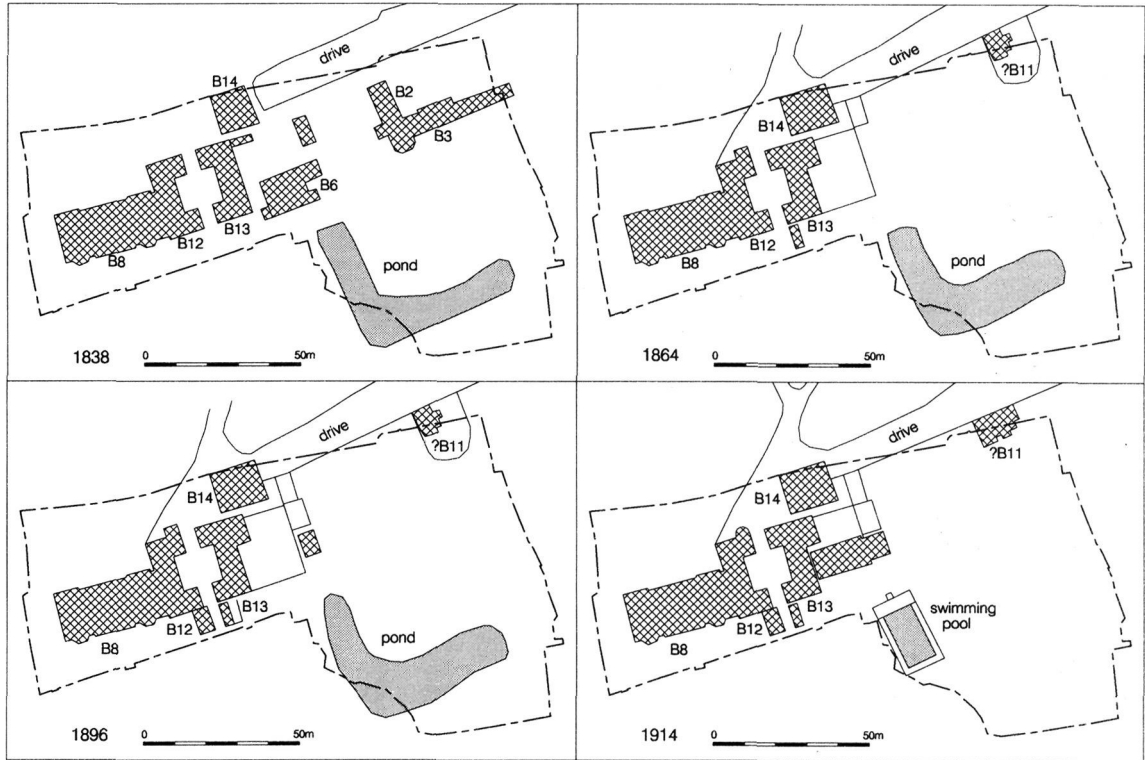 drive
B14
B2
B3
B6
B13
B12
B8
pond
1838
0
50m
drive
?B11
B14
B13
B12
B8
pond
1864
0
50m
drive
?B11
B14
B13
B12
B8
pond
1896
0
50m
drive
?B11
B14
B13
B12
B8
swimming
pool
1914
0
50m